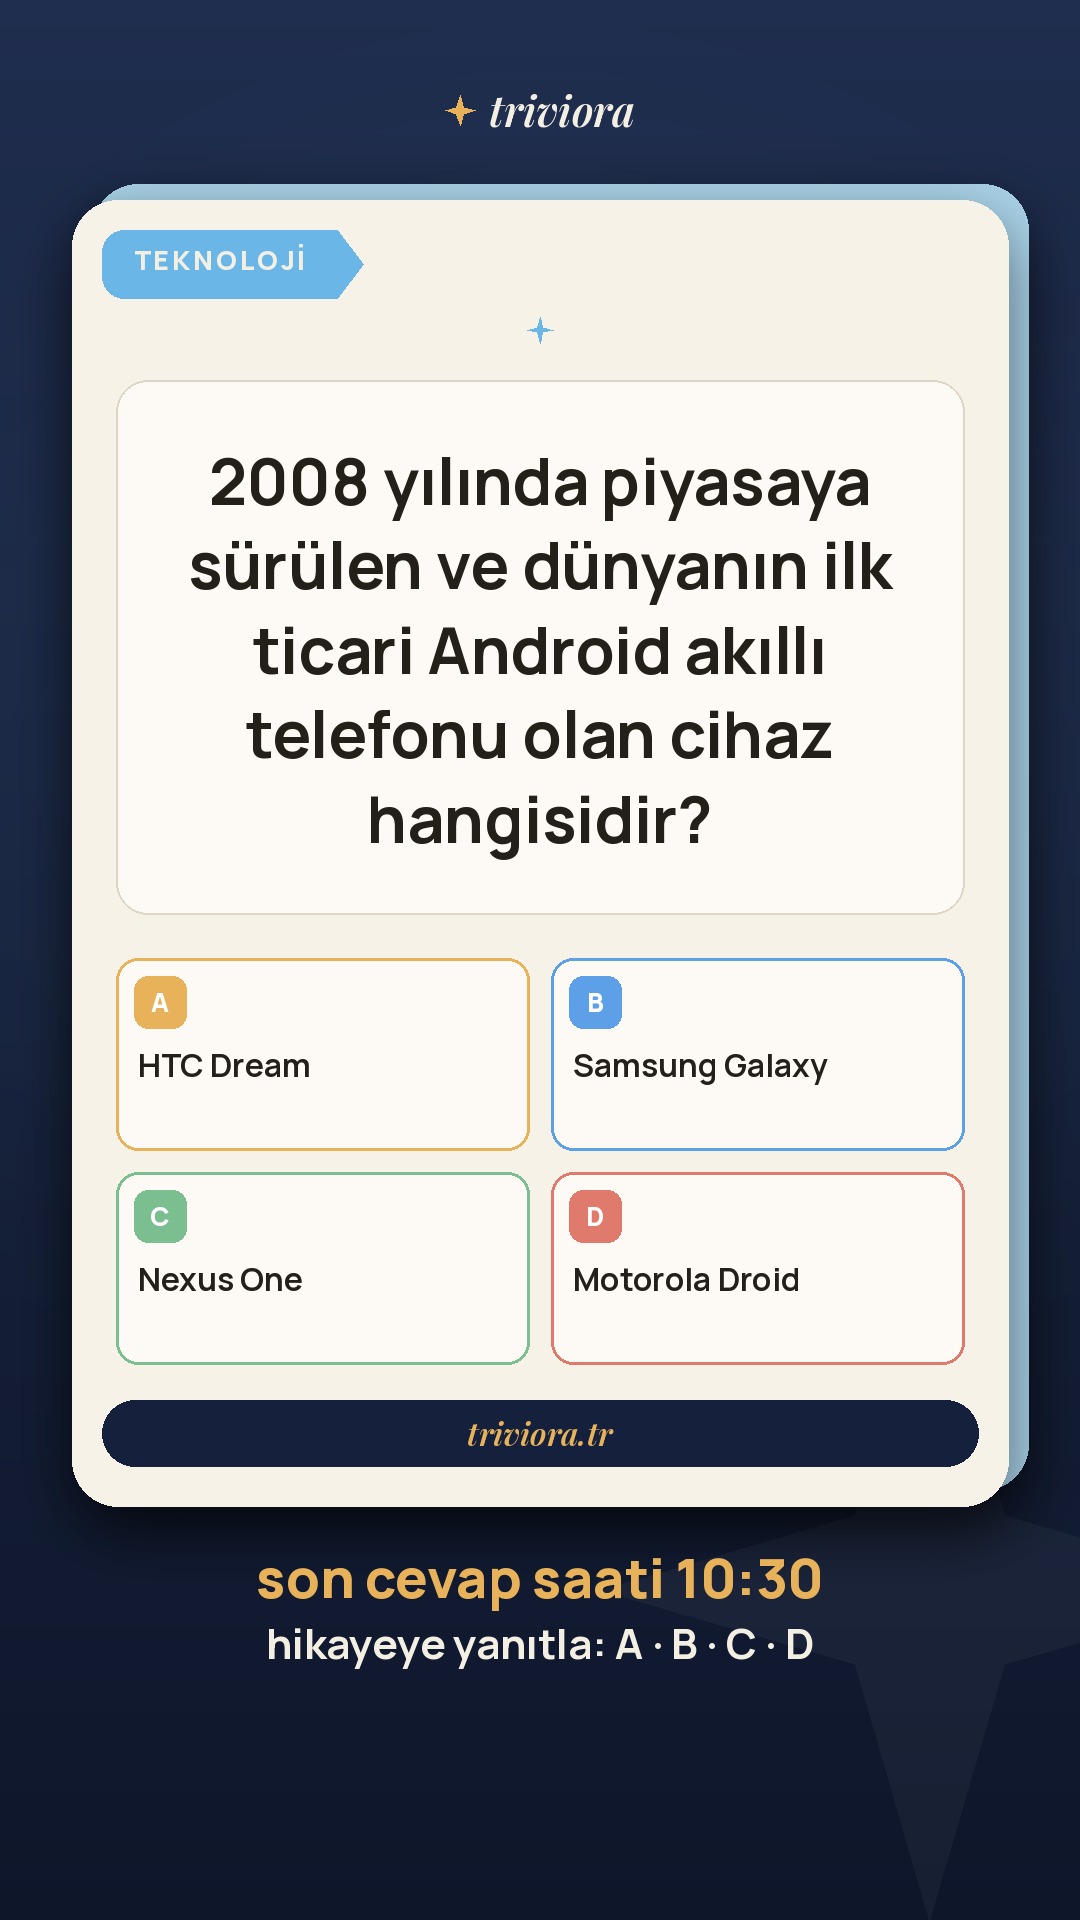 triviora
TEKNOLOJİ
2008 yılında piyasaya
sürülen ve dünyanın ilk
ticari Android akıllı
telefonu olan cihaz
hangisidir?
A
HTC Dream
B
Samsung Galaxy
C
Nexus One
D
Motorola Droid
triviora.tr
son cevap saati 10:30
hikayeye yanıtla: A · B · C · D